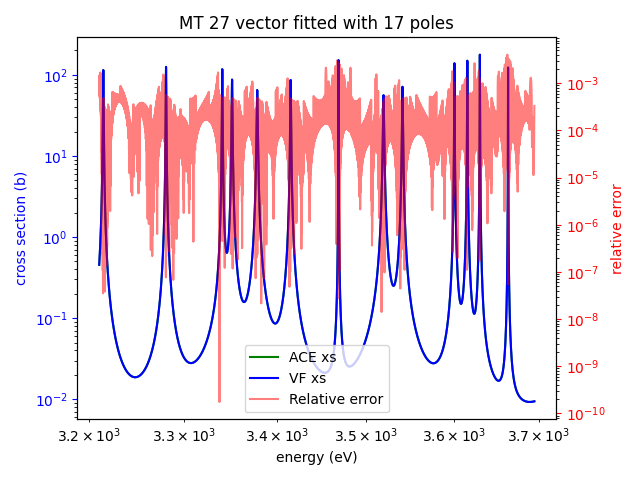 MT 27 vector fitted with 17 poles
10²
10¹
10⁰
10⁻¹
10⁻²
cross section (b)
10⁻³
10⁻⁴
10⁻⁵
10⁻⁶
10⁻⁷
10⁻⁸
10⁻⁹
10⁻¹⁰
relative error
ACE xs
VF xs
Relative error
3.2 × 10³ 3.3 × 10³ 3.4 × 10³ 3.5 × 10³ 3.6 × 10³ 3.7 × 10³
energy (eV)